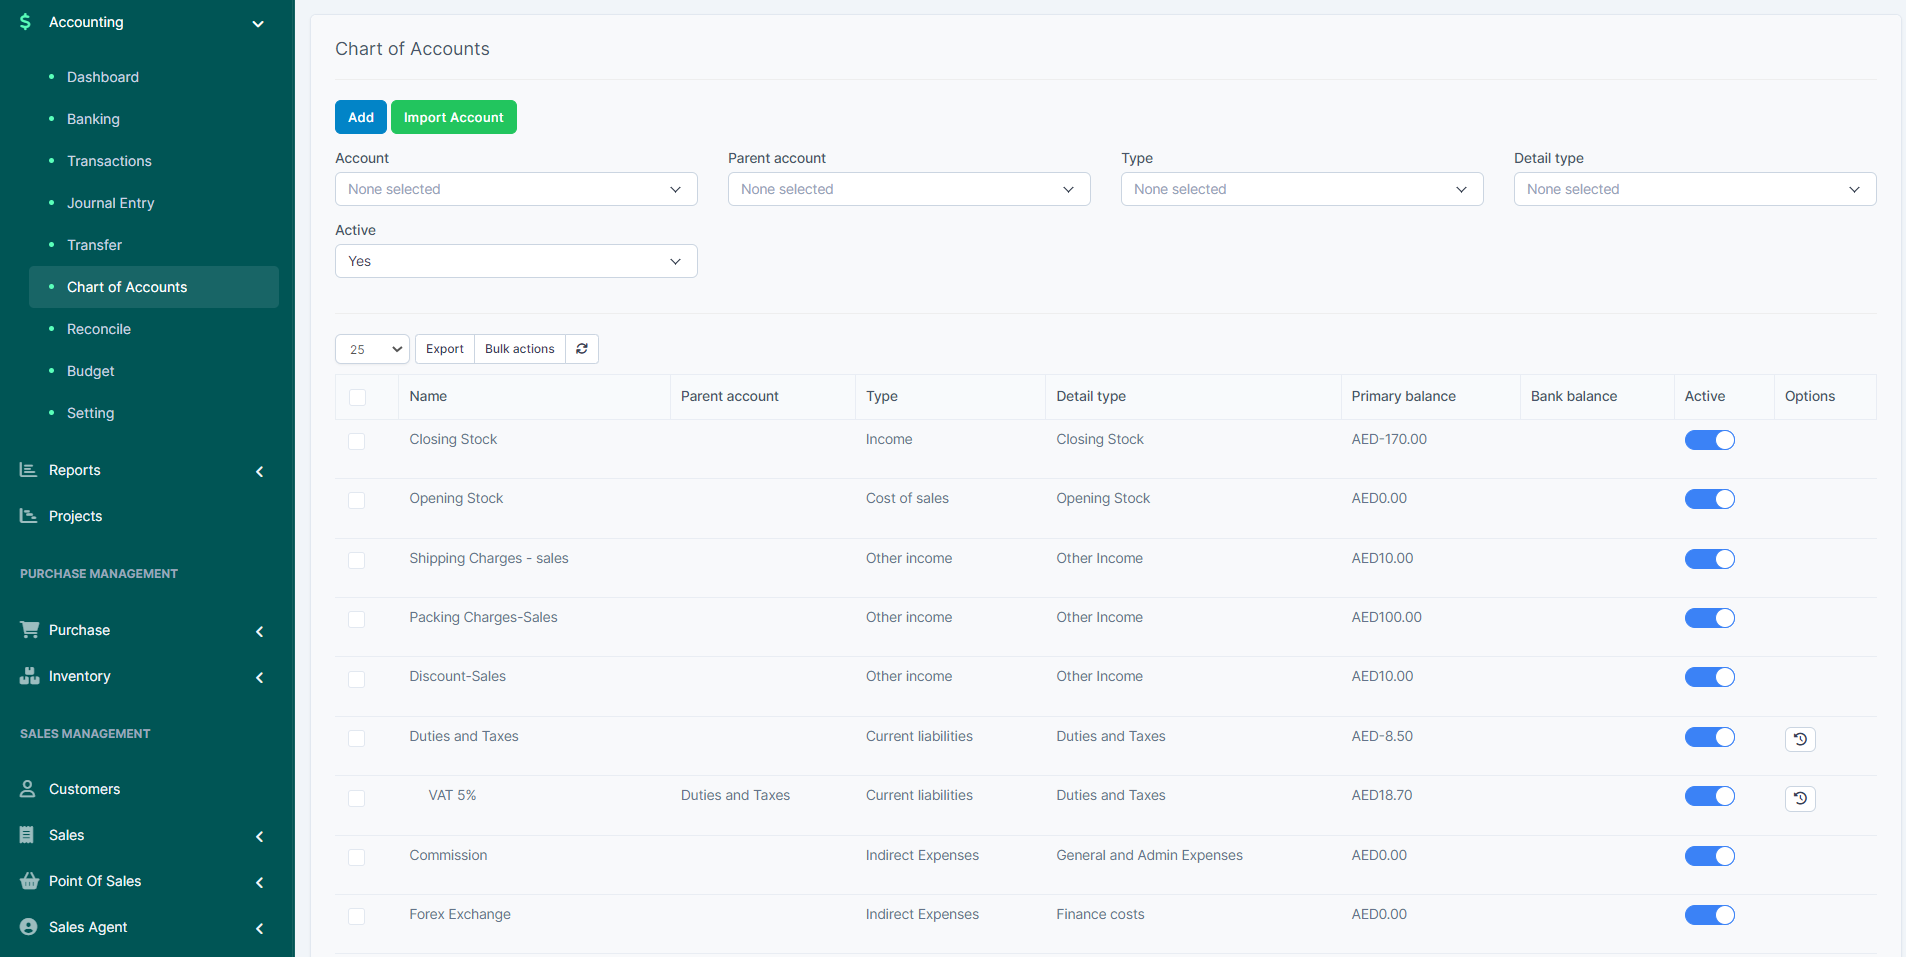 Accounting
Dashboard
Banking
Transactions
Journal Entry
Transfer
Chart of Accounts
Reconcile
Budget
Setting
Reports
Projects
PURCHASE MANAGEMENT
Purchase
Inventory
SALES MANAGEMENT
Customers
Sales
Point Of Sales
Sales Agent
Chart of Accounts
Add Import Account
Account Parent account Type Detail type
None selected None selected None selected None selected
Active
Yes
25 Export Bulk actions
Name Parent account Type Detail type Primary balance Bank balance Active Options
Closing Stock Income Closing Stock AED-170.00
Opening Stock Cost of sales Opening Stock AED0.00
Shipping Charges - sales Other income Other Income AED10.00
Packing Charges-Sales Other income Other Income AED100.00
Discount-Sales Other income Other Income AED10.00
Duties and Taxes Current liabilities Duties and Taxes AED-8.50
VAT 5% Duties and Taxes Current liabilities Duties and Taxes AED18.70
Commission Indirect Expenses General and Admin Expenses AED0.00
Forex Exchange Indirect Expenses Finance costs AED0.00